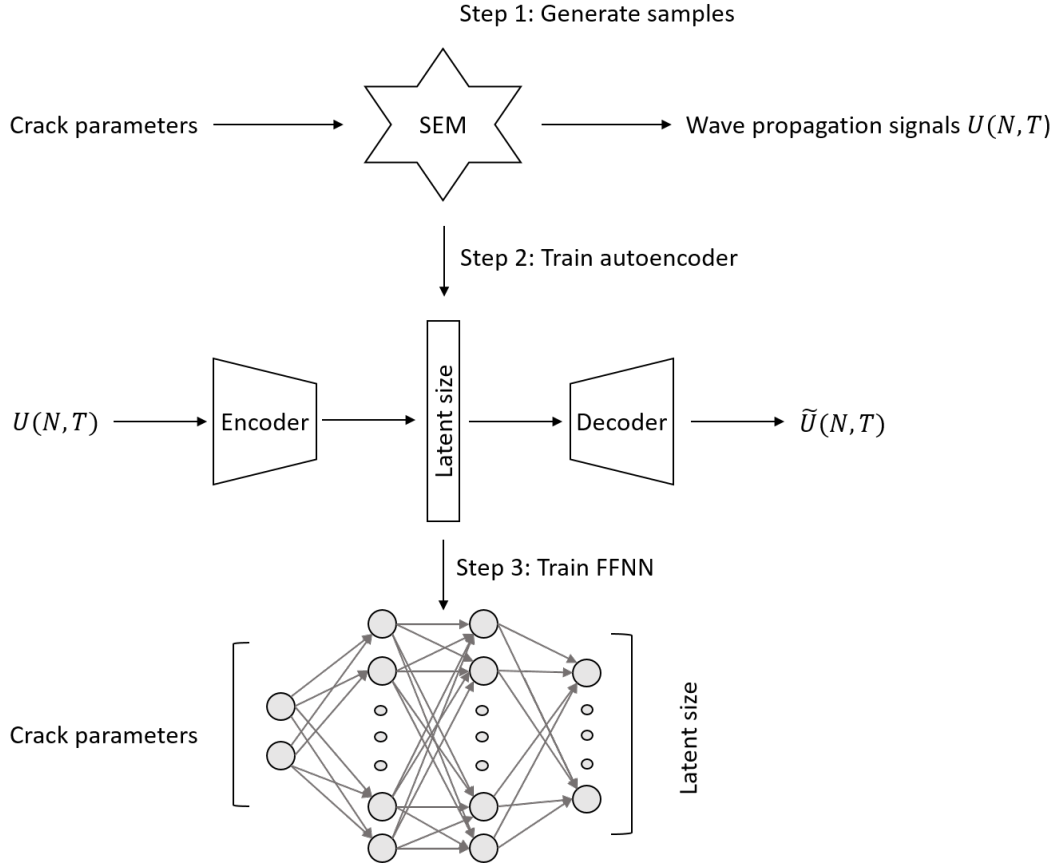 Step 1: Generate samples
Crack parameters
SEM
Wave propagation signals U(N,T)
Step 2: Train autoencoder
U(N,T)
Encoder
Latent size
Decoder
Ũ(N,T)
Step 3: Train FFNN
Crack parameters
Latent size